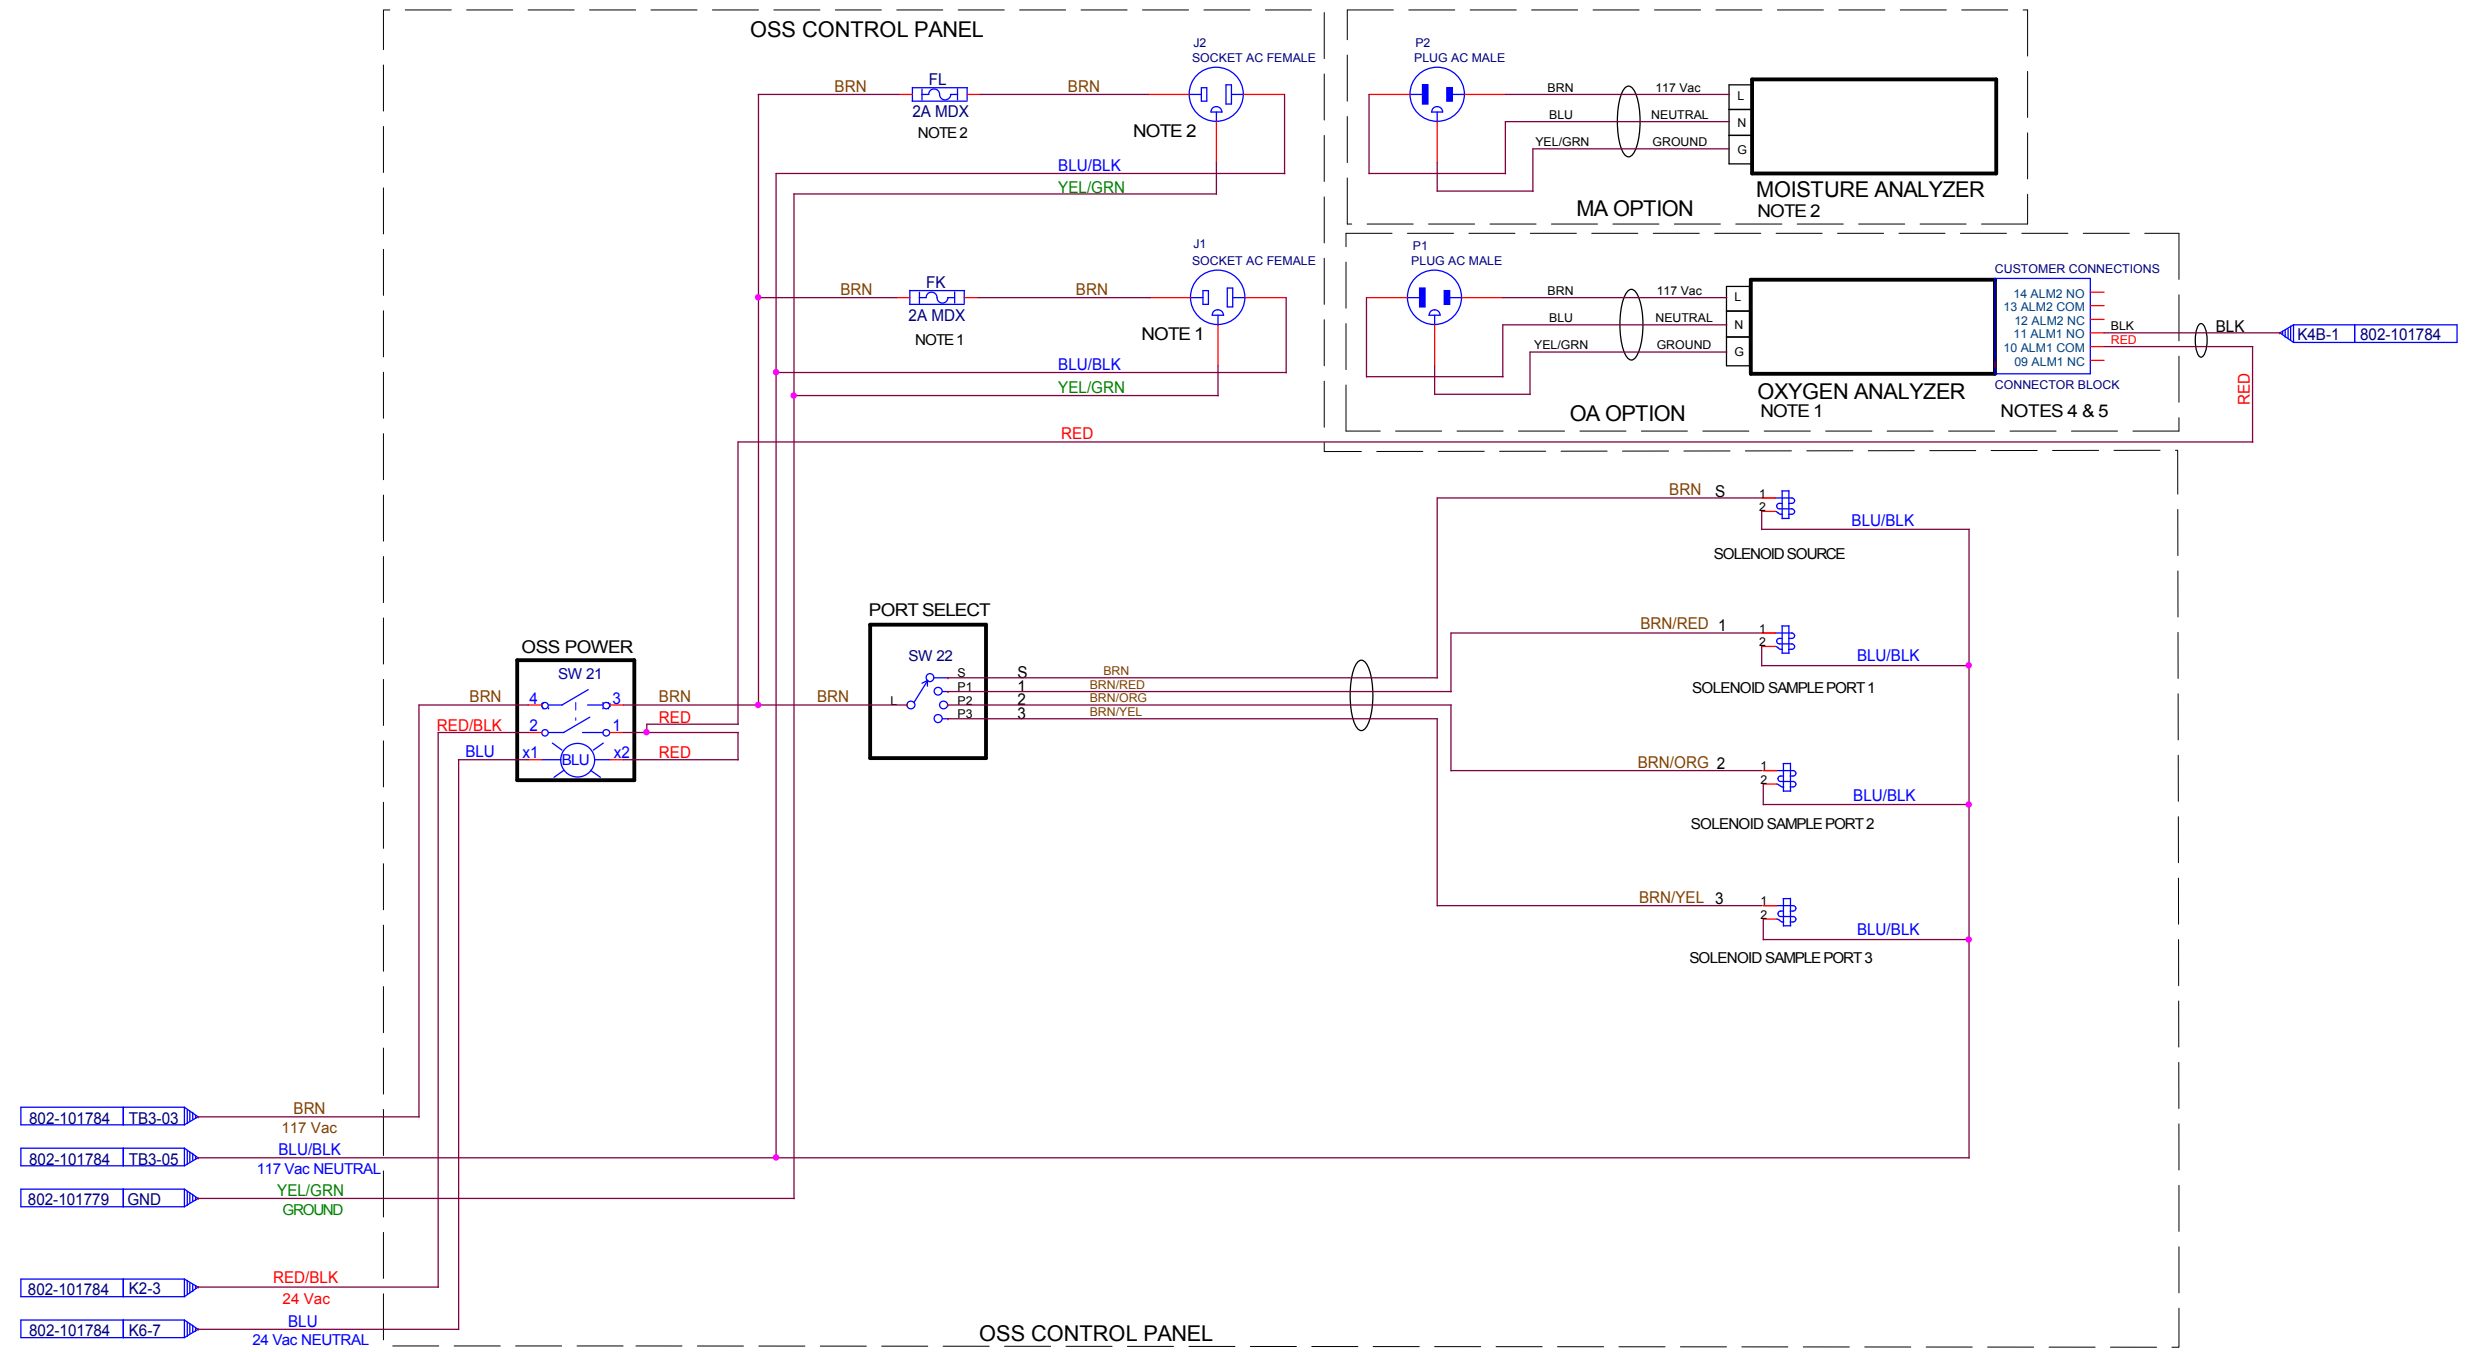 OSS CONTROL PANEL
J2
SOCKET AC FEMALE
BRN
FL
2A MDX
NOTE 2
BRN
NOTE 2
BLU/BLK
YEL/GRN
P2
PLUG AC MALE
BRN
117 Vac
L
BLU
NEUTRAL
N
YEL/GRN
GROUND
G
MOISTURE ANALYZER
NOTE 2
MA OPTION
J1
SOCKET AC FEMALE
BRN
FK
2A MDX
NOTE 1
BRN
NOTE 1
BLU/BLK
YEL/GRN
RED
P1
PLUG AC MALE
BRN
117 Vac
L
BLU
NEUTRAL
N
YEL/GRN
GROUND
G
OXYGEN ANALYZER
NOTE 1
OA OPTION
CUSTOMER CONNECTIONS
14 ALM2 NO
13 ALM2 COM
12 ALM2 NC
11 ALM1 NO
10 ALM1 COM
09 ALM1 NC
CONNECTOR BLOCK
NOTES 4 & 5
BLK
RED
BLK
K4B-1 802-101784
RED
BRN S
1
2
BLU/BLK
SOLENOID SOURCE
BRN/RED 1
1
2
BLU/BLK
SOLENOID SAMPLE PORT 1
BRN/ORG 2
1
2
BLU/BLK
SOLENOID SAMPLE PORT 2
BRN/YEL 3
1
2
BLU/BLK
SOLENOID SAMPLE PORT 3
OSS POWER
SW 21
BRN 4 3 BRN
RED/BLK 2 1 RED
BLU x1 BLU x2 RED
PORT SELECT
SW 22
BRN L
S S BRN
P1 1 BRN/RED
P2 2 BRN/ORG
P3 3 BRN/YEL
802-101784 TB3-03 BRN
117 Vac
802-101784 TB3-05 BLU/BLK
117 Vac NEUTRAL
802-101779 GND YEL/GRN
GROUND
802-101784 K2-3 RED/BLK
24 Vac
802-101784 K6-7 BLU
24 Vac NEUTRAL
OSS CONTROL PANEL